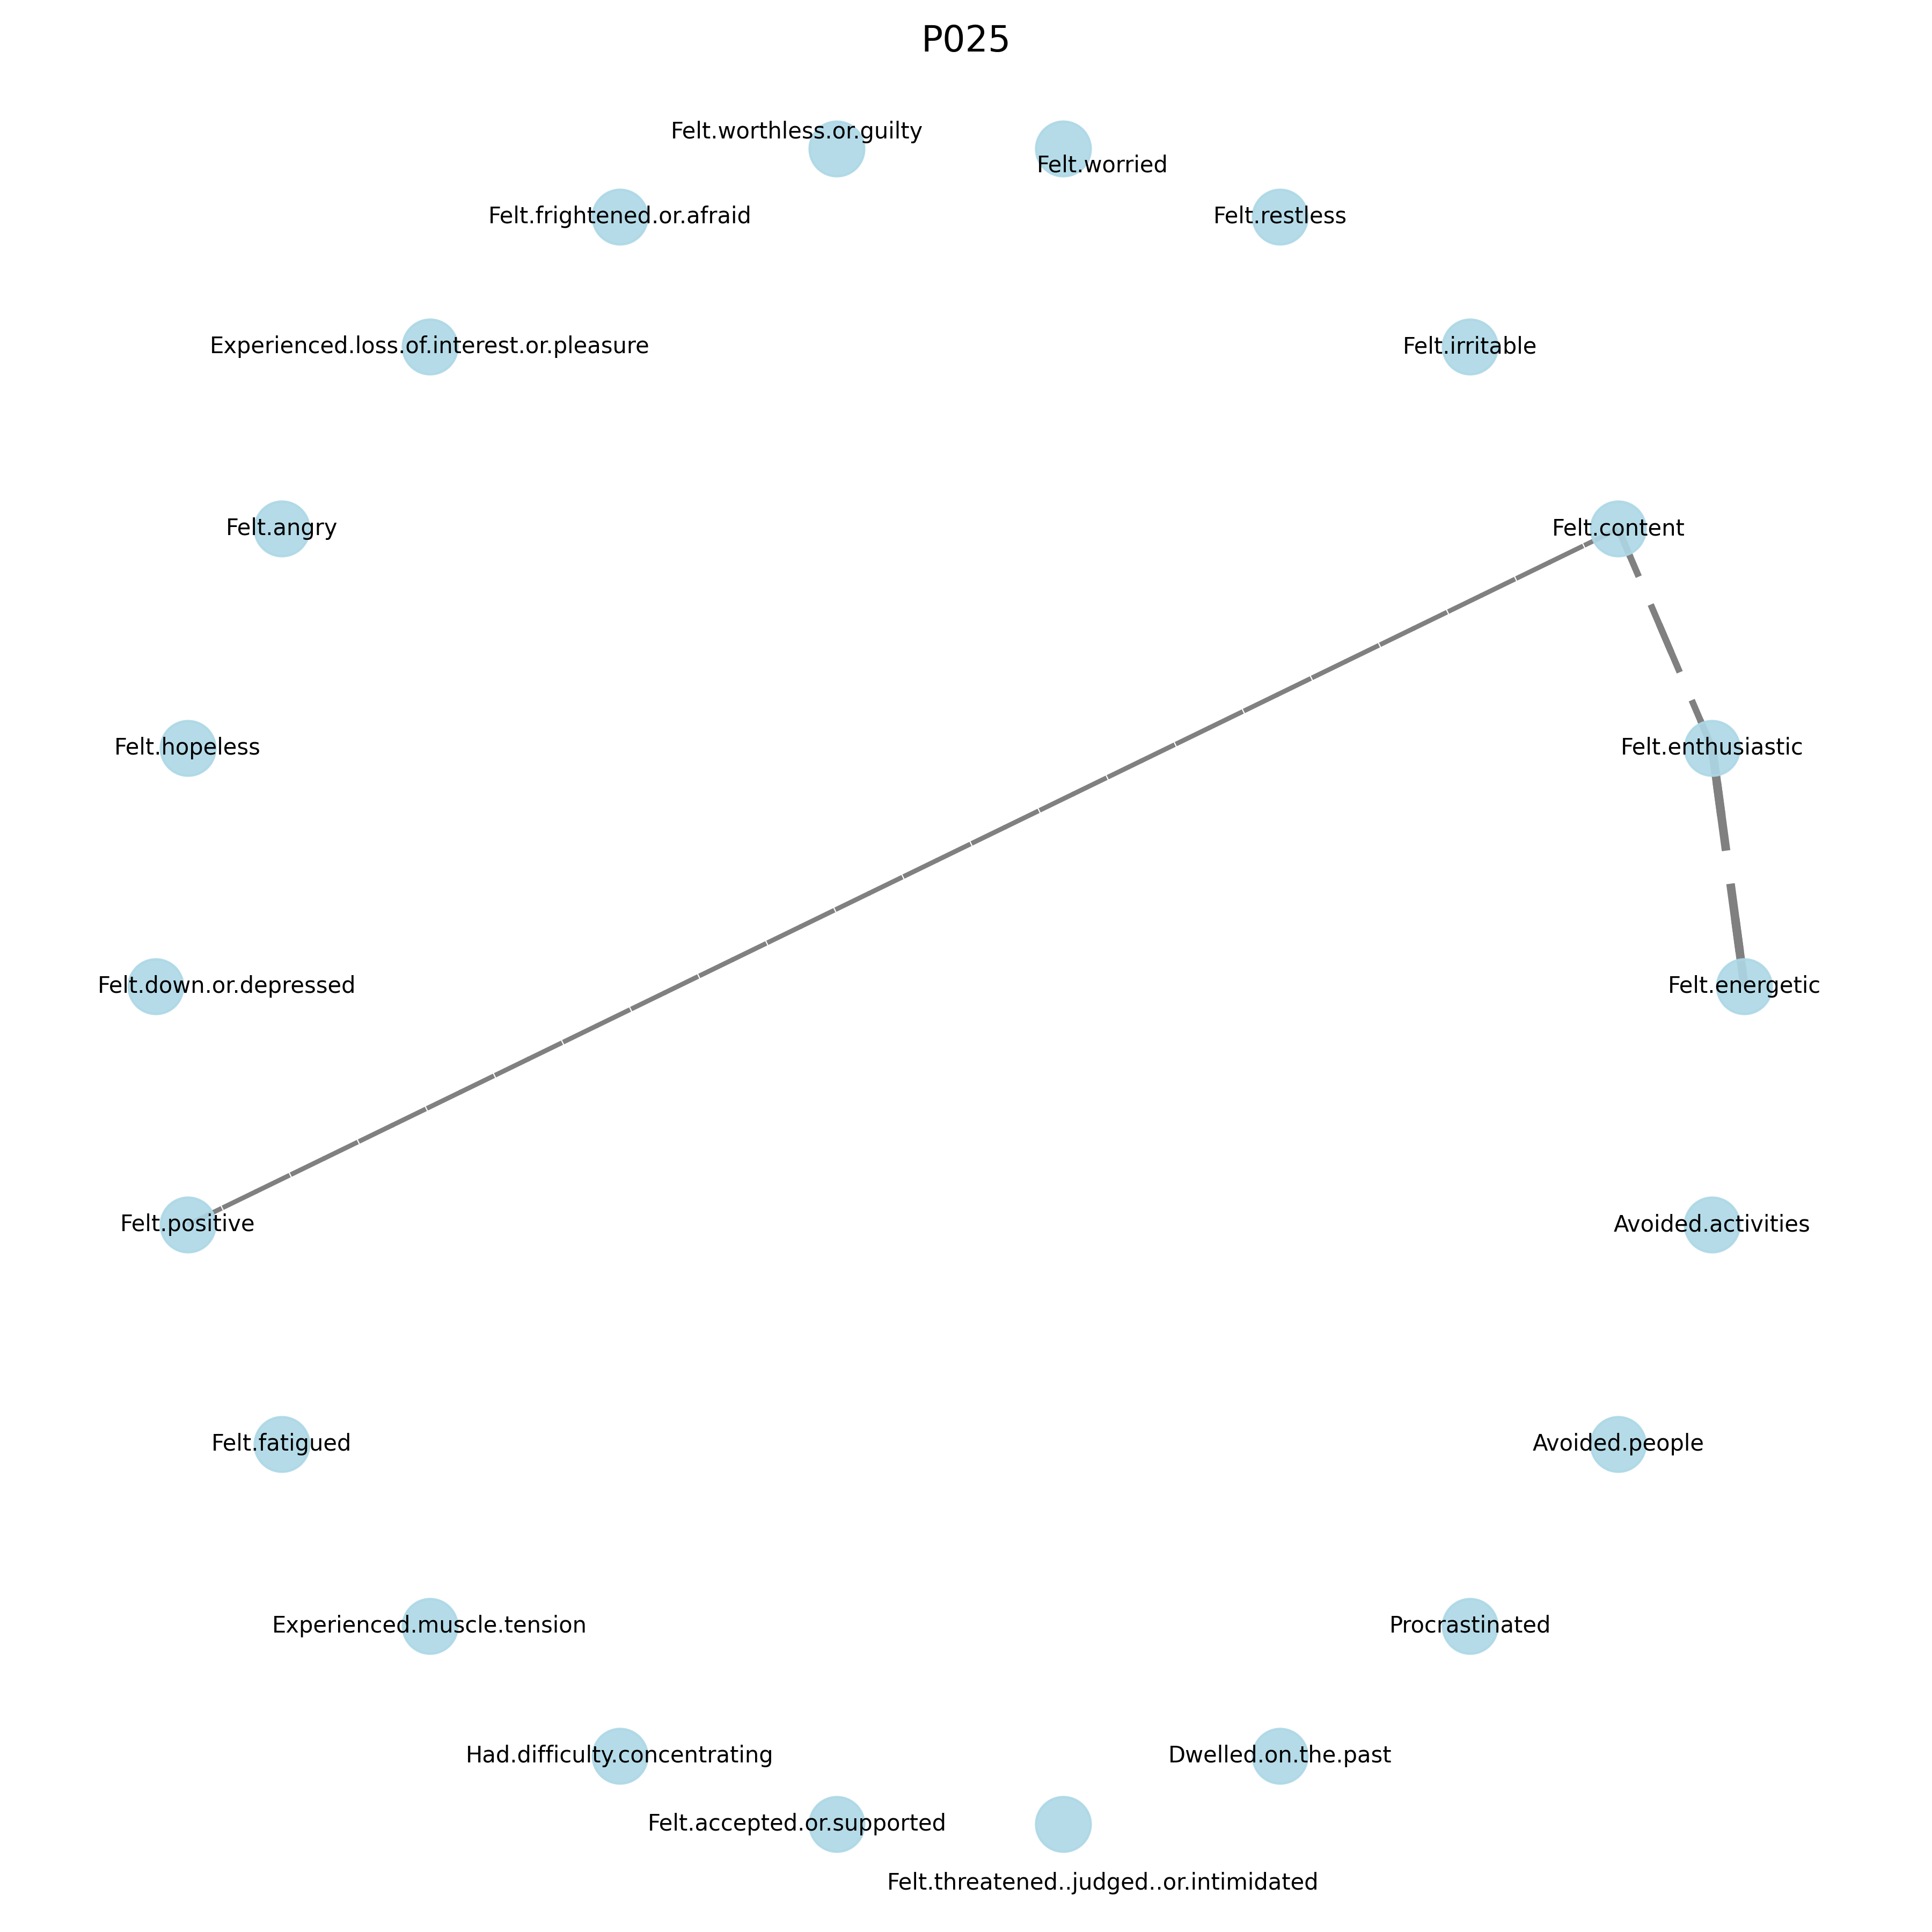 P025
Felt.worthless.or.guilty
Felt.worried
Felt.frightened.or.afraid
Felt.restless
Experienced.loss.of.interest.or.pleasure
Felt.irritable
Felt.angry
Felt.content
Felt.hopeless
Felt.enthusiastic
Felt.down.or.depressed
Felt.energetic
Felt.positive
Avoided.activities
Felt.fatigued
Avoided.people
Experienced.muscle.tension
Procrastinated
Had.difficulty.concentrating
Dwelled.on.the.past
Felt.accepted.or.supported
Felt.threatened..judged..or.intimidated